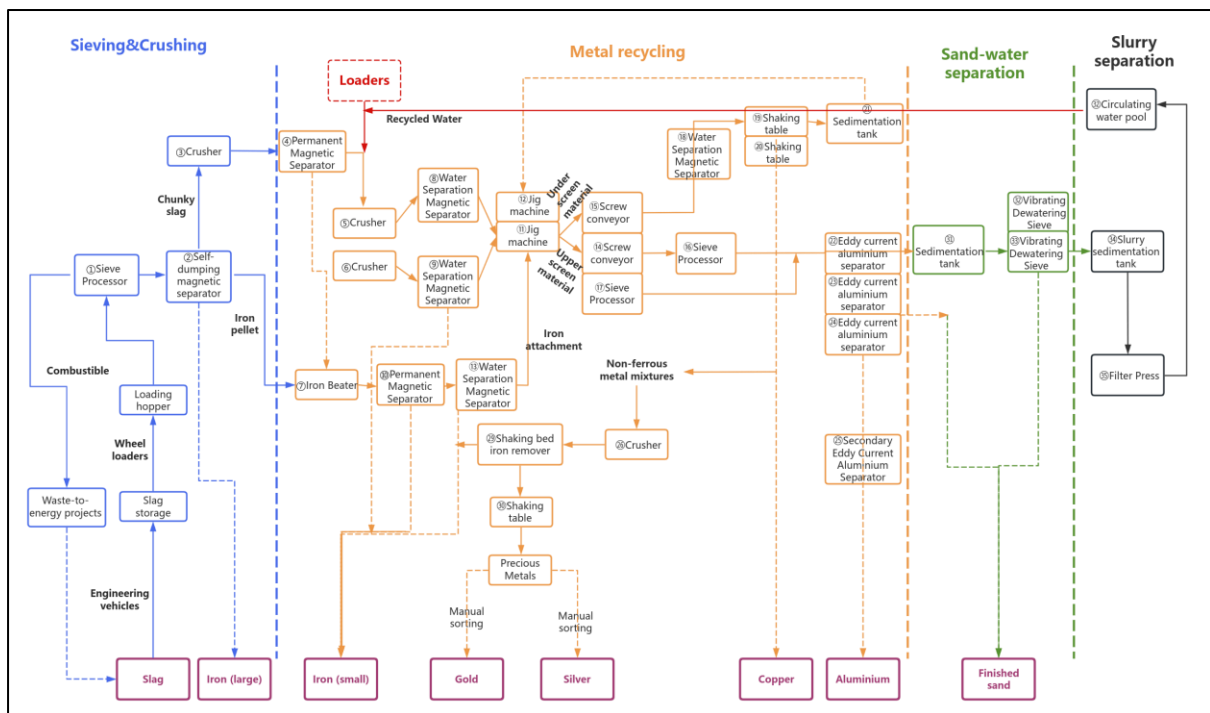 Sieving&Crushing
Metal recycling
Sand-water
separation
Slurry
separation
Loaders
Recycled Water
㉜Circulating
water pool
③Crusher
④Permanent
Magnetic
Separator
Chunky
slag
①Sieve
Processor
②Self-
dumping
magnetic
separator
Iron
pellet
Combustible
Loading
hopper
Wheel
loaders
Waste-to-
energy projects
Slag
storage
Engineering
vehicles
⑤Crusher
⑥Crusher
⑧Water
Separation
Magnetic
Separator
⑨Water
Separation
Magnetic
Separator
⑦Iron Beater
⑩Permanent
Magnetic
Separator
⑬Water
Separation
Magnetic
Separator
⑫Jig
machine
⑪Jig
machine
Under
screen
material
Upper
screen
material
Iron
attachment
⑮Screw
conveyor
⑭Screw
conveyor
⑰Sieve
Processor
⑯Sieve
Processor
⑱Water
Separation
Magnetic
Separator
⑲Shaking
table
⑳Shaking
table
㉑
Sedimentation
tank
㉒Eddy current
aluminium
separator
㉓Eddy current
aluminium
separator
㉔Eddy current
aluminium
separator
㉕Secondary
Eddy Current
Aluminium
Separator
Non-ferrous
metal mixtures
Crusher
Shaking bed
iron remover
Shaking
table
Precious
Metals
Manual
sorting
Manual
sorting
㉛
Sedimentation
tank
㉜Vibrating
Dewatering
Sieve
㉝Vibrating
Dewatering
Sieve
㉞Slurry
sedimentation
tank
㉟Filter Press
Slag
Iron (large)
Iron (small)
Gold
Silver
Copper
Aluminium
Finished
sand